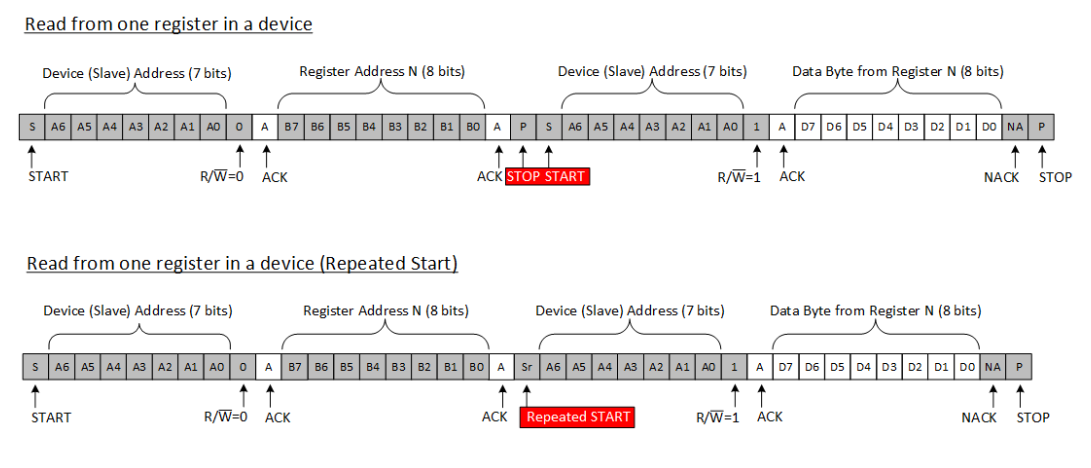 Read from one register in a device
Device (Slave) Address (7 bits) Register Address N (8 bits) Device (Slave) Address (7 bits) Data Byte from Register N (8 bits)
S A6 A5 A4 A3 A2 A1 A0 0 A B7 B6 B5 B4 B3 B2 B1 B0 A P S A6 A5 A4 A3 A2 A1 A0 1 A D7 D6 D5 D4 D3 D2 D1 D0 NA P
START R/W̅=0 ACK ACK STOP START R/W̅=1 ACK NACK STOP
Read from one register in a device (Repeated Start)
Device (Slave) Address (7 bits) Register Address N (8 bits) Device (Slave) Address (7 bits) Data Byte from Register N (8 bits)
S A6 A5 A4 A3 A2 A1 A0 0 A B7 B6 B5 B4 B3 B2 B1 B0 A Sr A6 A5 A4 A3 A2 A1 A0 1 A D7 D6 D5 D4 D3 D2 D1 D0 NA P
START R/W̅=0 ACK ACK Repeated START R/W̅=1 ACK NACK STOP